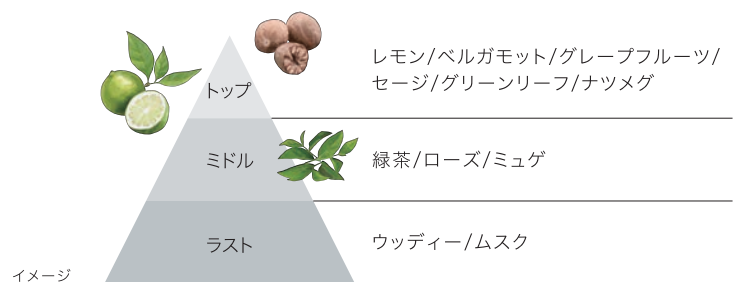 トップ
レモン/ベルガモット/グレープフルーツ/
セージ/グリーンリーフ/ナツメグ
ミドル
緑茶/ローズ/ミュゲ
ラスト
ウッディー/ムスク
イメージ